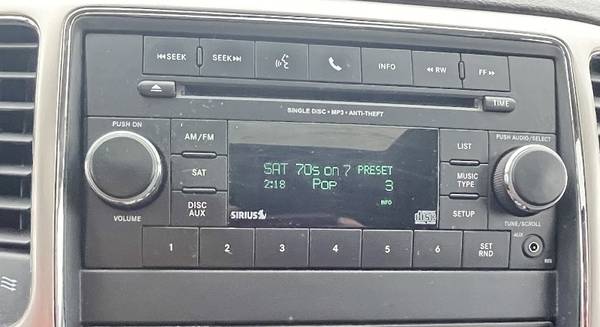 SEEK SEEK INFO RW FF
TIME
SINGLE DISC • MP3 • ANTI-THEFT
PUSH ON AM/FM LIST PUSH AUDIO/SELECT
SAT 70s on 7 PRESET
2:18 Pop 3
INFO
SAT MUSIC TYPE
DISC AUX SIRIUS disc SETUP
VOLUME TUNE/SCROLL
1 2 3 4 5 6 SET RND AUX